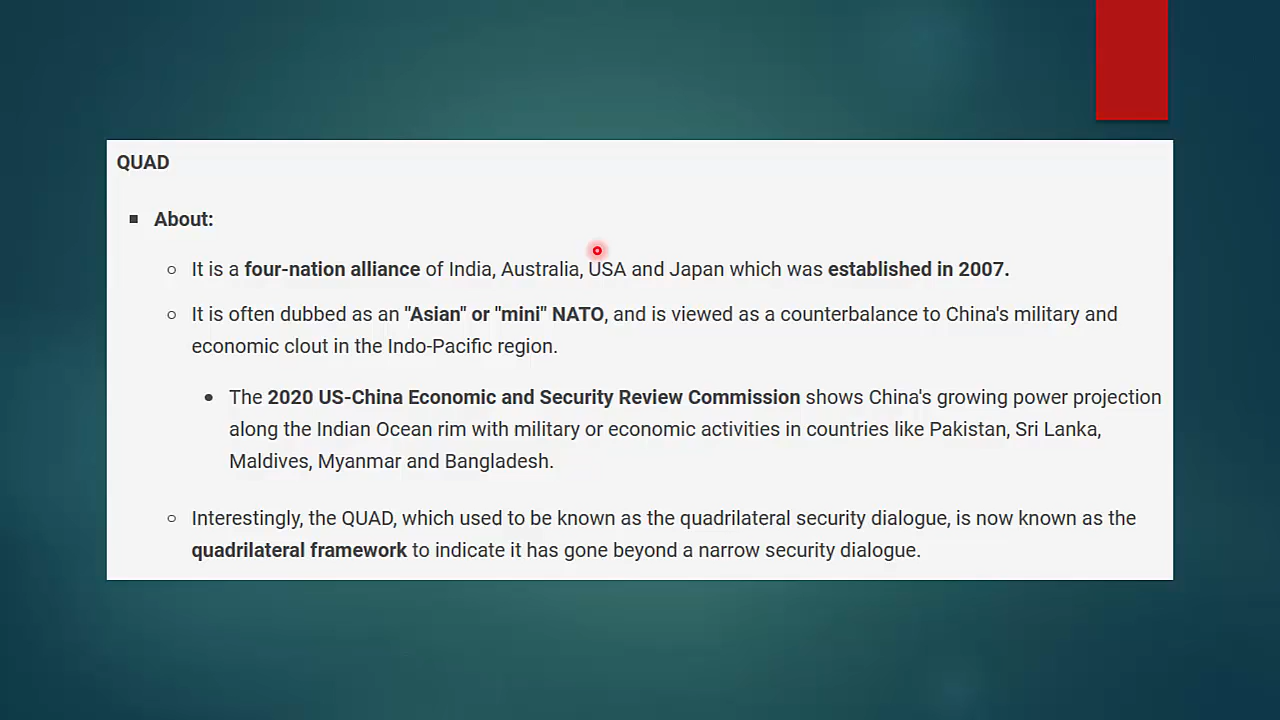 QUAD
About:
It is a four-nation alliance of India, Australia, USA and Japan which was established in 2007.
It is often dubbed as an "Asian" or "mini" NATO, and is viewed as a counterbalance to China's military and
economic clout in the Indo-Pacific region.
The 2020 US-China Economic and Security Review Commission shows China's growing power projection
along the Indian Ocean rim with military or economic activities in countries like Pakistan, Sri Lanka,
Maldives, Myanmar and Bangladesh.
Interestingly, the QUAD, which used to be known as the quadrilateral security dialogue, is now known as the
quadrilateral framework to indicate it has gone beyond a narrow security dialogue.